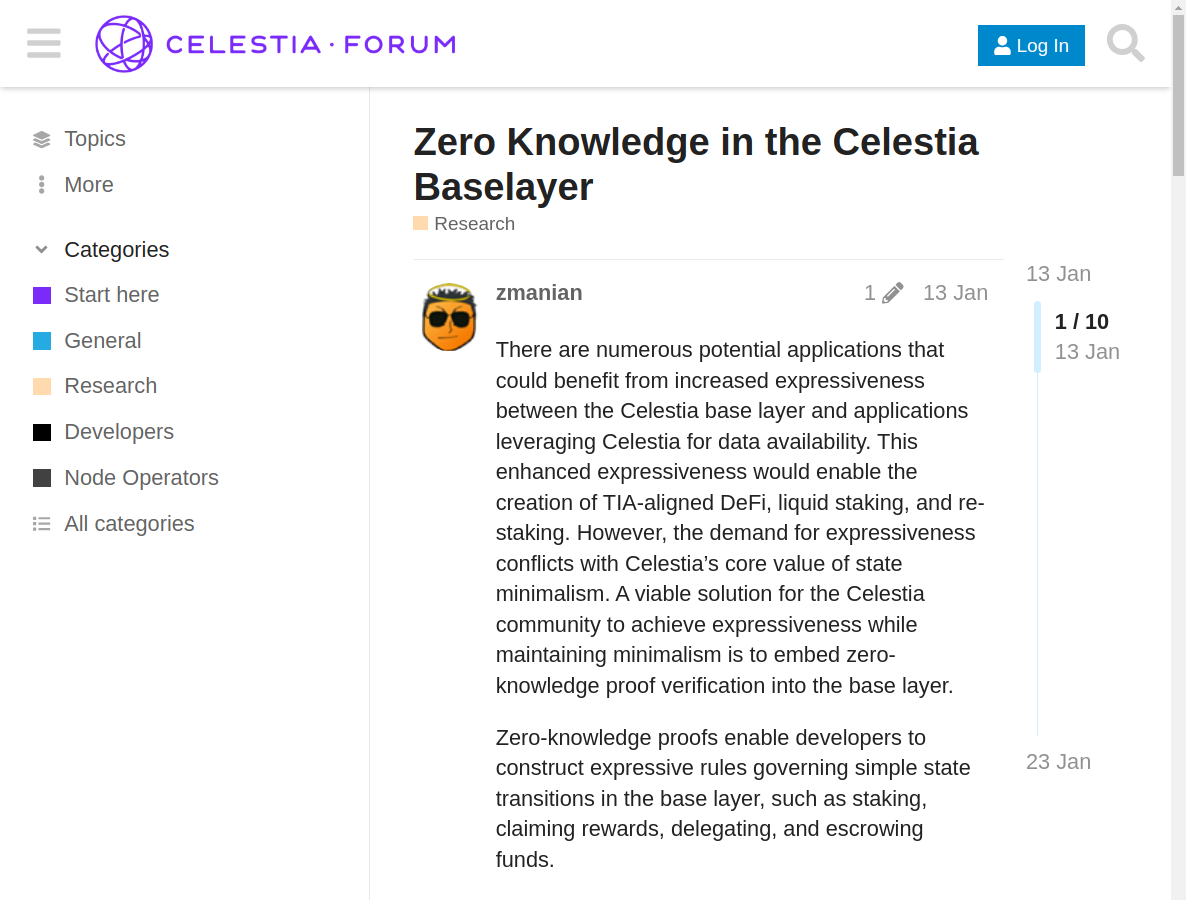 CELESTIA · FORUM
Log In
Topics
More
Categories
Start here
General
Research
Developers
Node Operators
All categories
Zero Knowledge in the Celestia
Baselayer
Research
zmanian
1
13 Jan
There are numerous potential applications that
could benefit from increased expressiveness
between the Celestia base layer and applications
leveraging Celestia for data availability. This
enhanced expressiveness would enable the
creation of TIA-aligned DeFi, liquid staking, and re-
staking. However, the demand for expressiveness
conflicts with Celestia’s core value of state
minimalism. A viable solution for the Celestia
community to achieve expressiveness while
maintaining minimalism is to embed zero-
knowledge proof verification into the base layer.
Zero-knowledge proofs enable developers to
construct expressive rules governing simple state
transitions in the base layer, such as staking,
claiming rewards, delegating, and escrowing
funds.
13 Jan
1 / 10
13 Jan
23 Jan